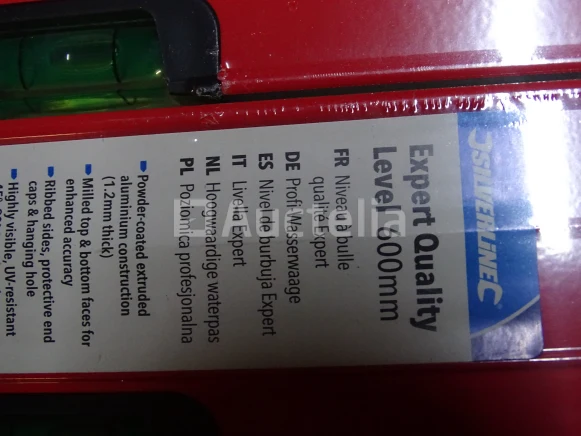 SILVERLINE
Expert Quality
Level 600mm
FR Niveau à bulle
qualité Expert
DE Profi Wasserwaage
ES Nivel de burbuja Expert
IT Livella Expert
NL Hoogwaardige waterpas
PL Poziomica profesjonalna
Powder-coated extruded
aluminium construction
(1.2mm thick)
Milled top & bottom faces for
enhanced accuracy
Ribbed sides, protective end
caps & hanging hole
Highly visible, UV-resistant